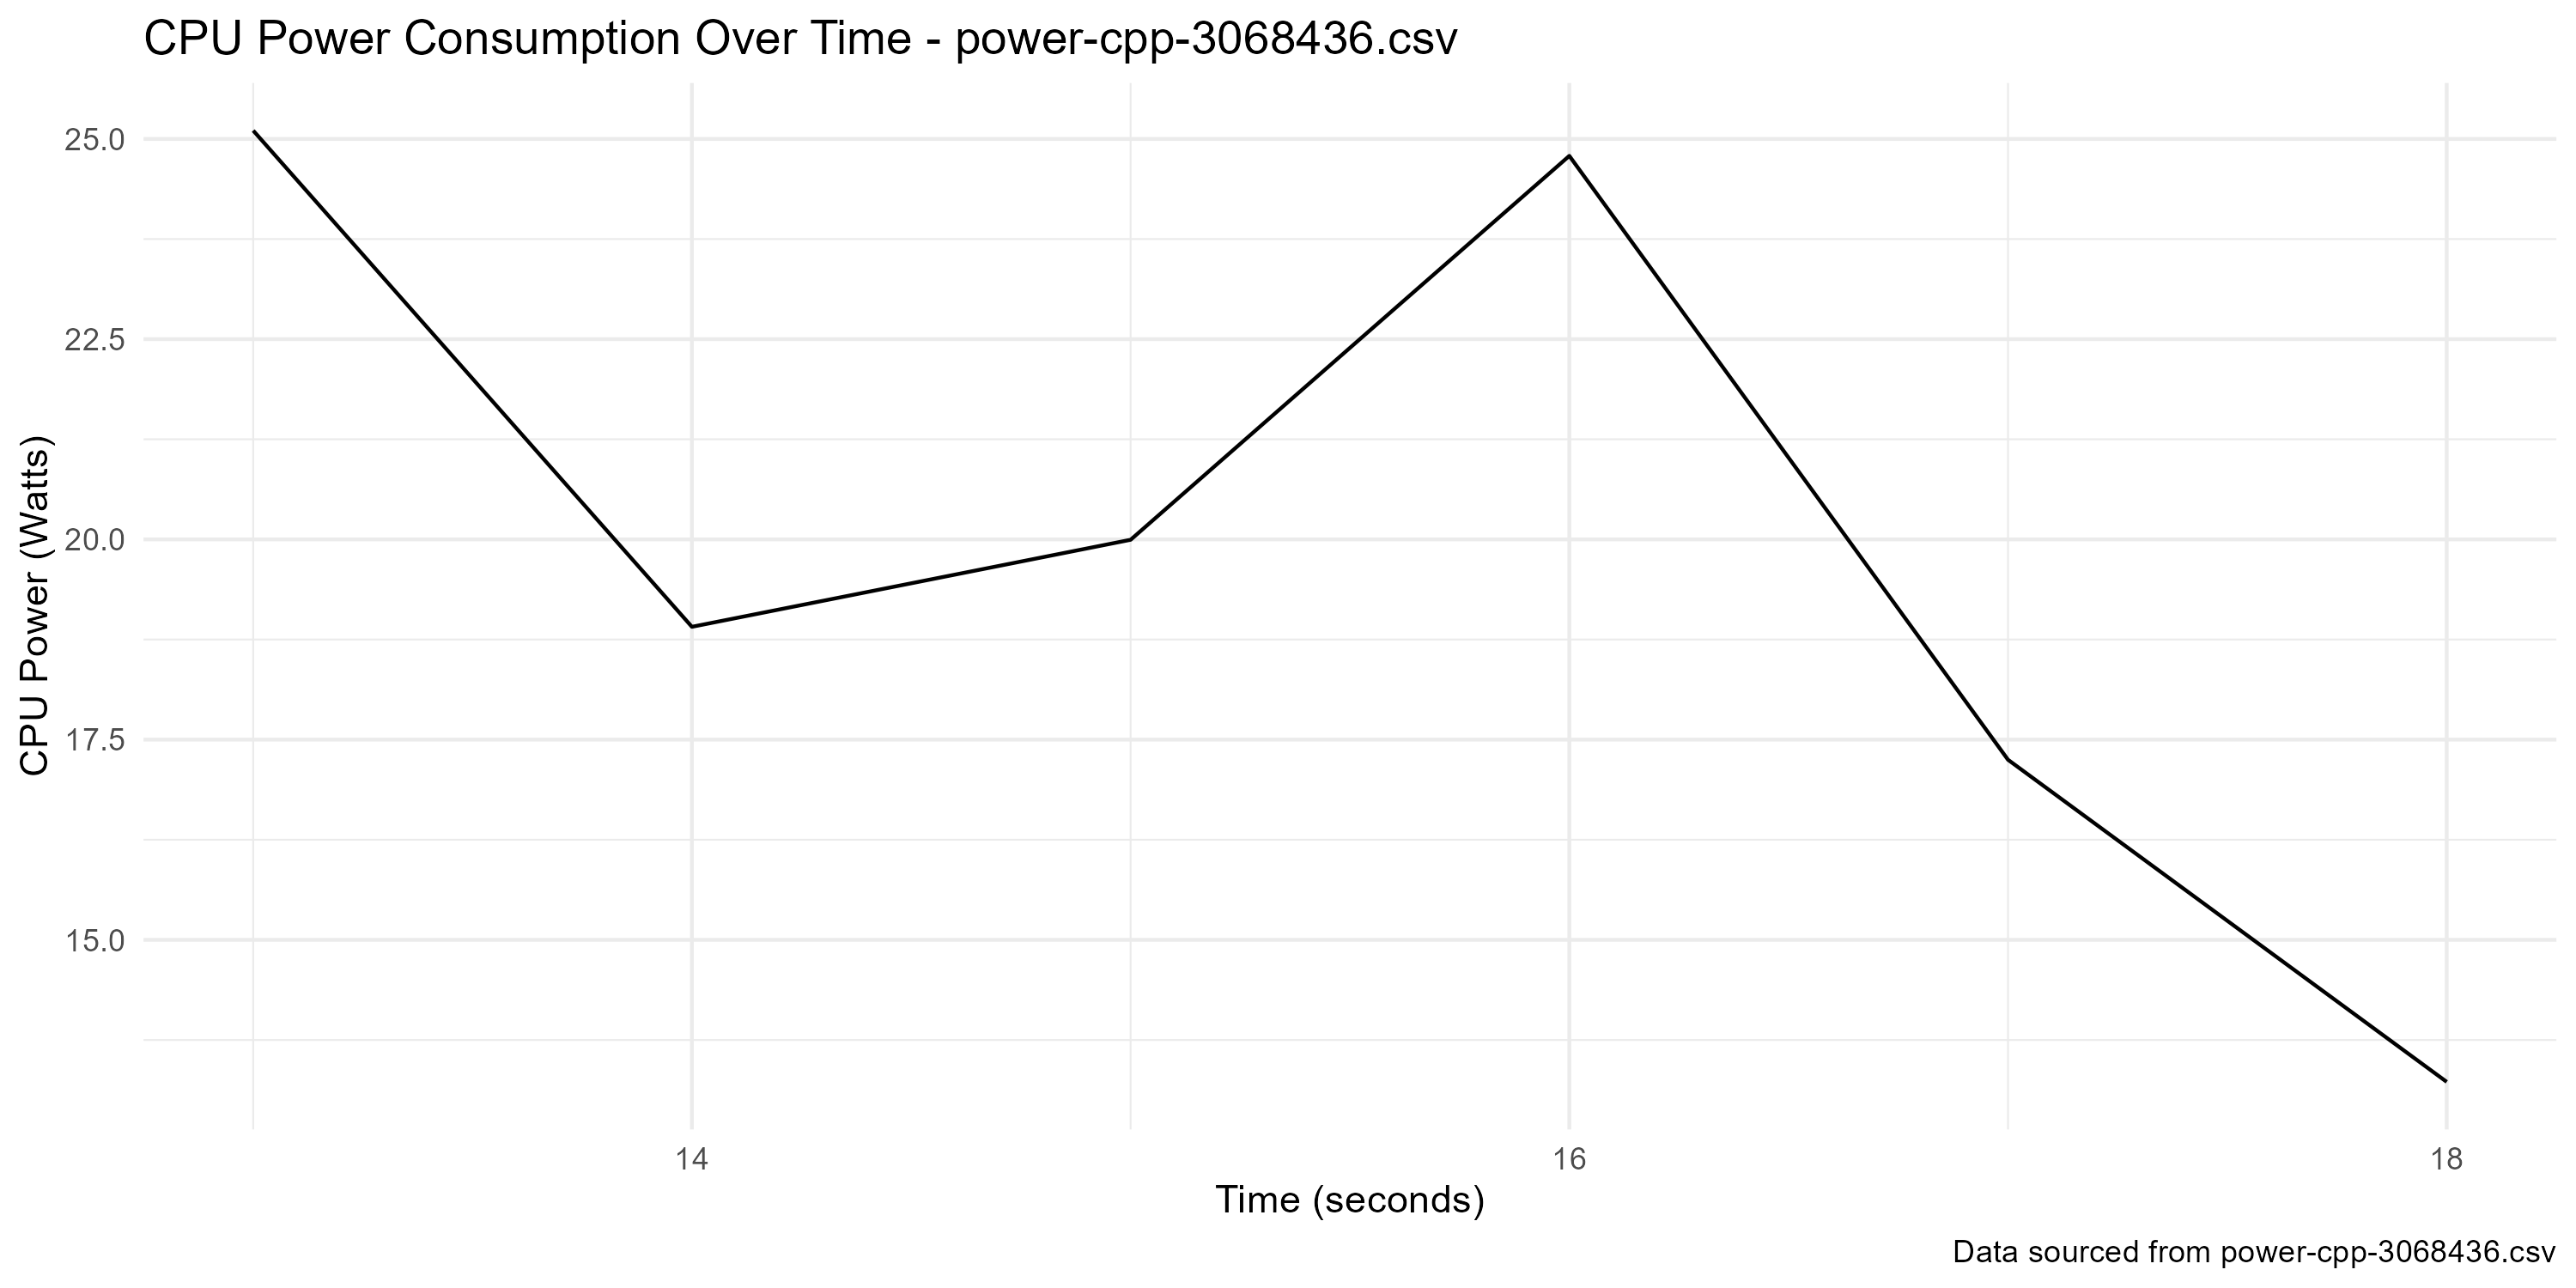 CPU Power Consumption Over Time - power-cpp-3068436.csv
CPU Power (Watts)
25.0
22.5
20.0
17.5
15.0
14 16 18
Time (seconds)
Data sourced from power-cpp-3068436.csv